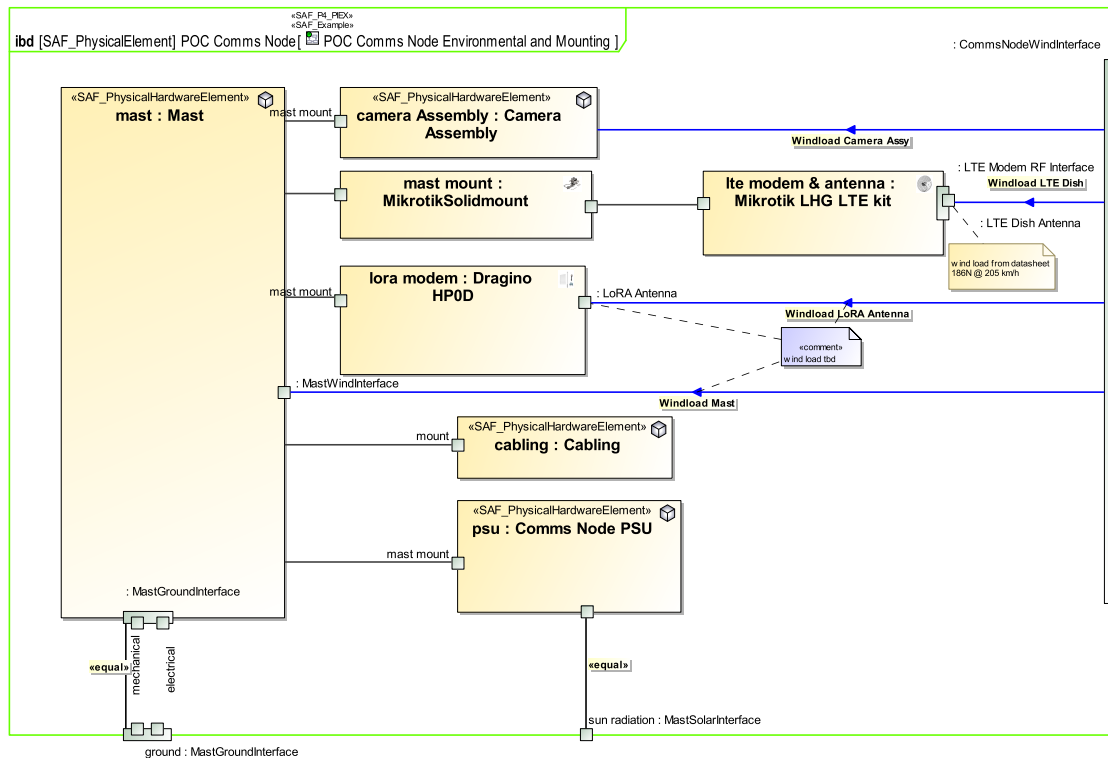 «SAF_P4_PIEX»
«SAF_Example»
ibd [SAF_PhysicalElement] POC Comms Node[ POC Comms Node Environmental and Mounting ]
: CommsNodeWindInterface
«SAF_PhysicalHardwareElement»
mast : Mast
mast mount
«SAF_PhysicalHardwareElement»
camera Assembly : Camera
Assembly
Windload Camera Assy
mast mount :
MikrotikSolidmount
lte modem & antenna :
Mikrotik LHG LTE kit
: LTE Modem RF Interface
Windload LTE Dish
: LTE Dish Antenna
wind load from datasheet
186N @ 205 km/h
mast mount
lora modem : Dragino
HP0D
: LoRA Antenna
Windload LoRA Antenna
«comment»
wind load tbd
: MastWindInterface
Windload Mast
mount
«SAF_PhysicalHardwareElement»
cabling : Cabling
mast mount
«SAF_PhysicalHardwareElement»
psu : Comms Node PSU
: MastGroundInterface
«equal»
mechanical
electrical
«equal»
sun radiation : MastSolarInterface
ground : MastGroundInterface